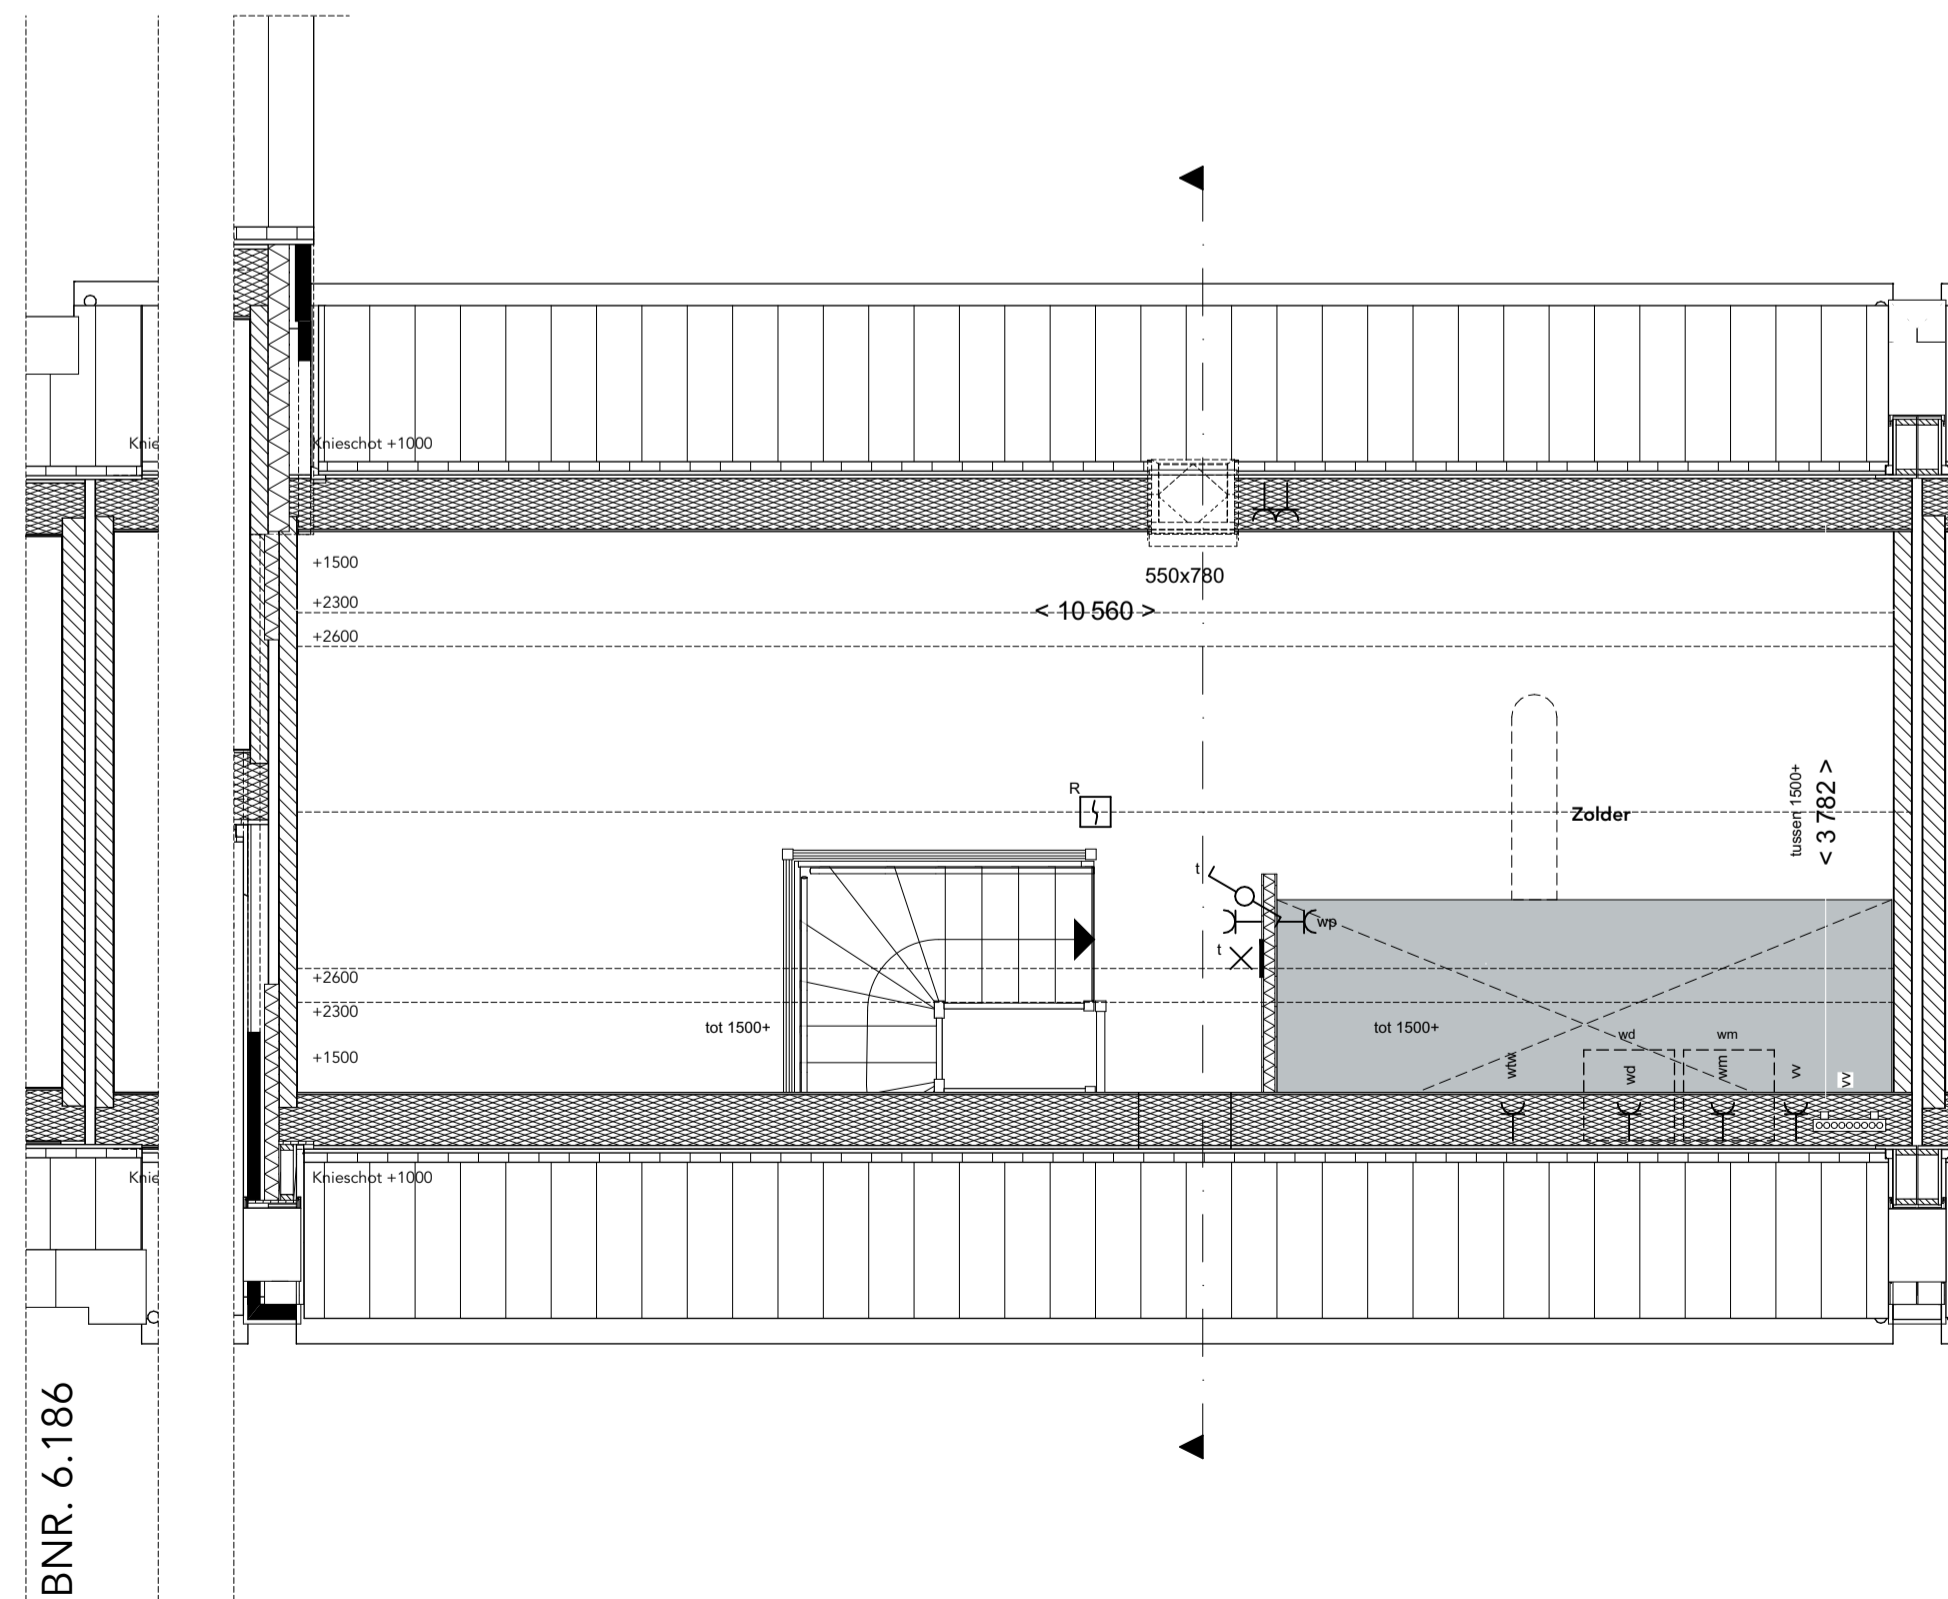 Knie
Knieschot +1000
+1500
550x780
+2300
< 10 560 >
+2600
R
Zolder
tussen 1500+
< 3 782 >
t
wp
t
+2600
+2300
tot 1500+
tot 1500+
wd
wm
+1500
wtw
wd
wm
vv
vv
Knie
Knieschot +1000
BNR. 6.186